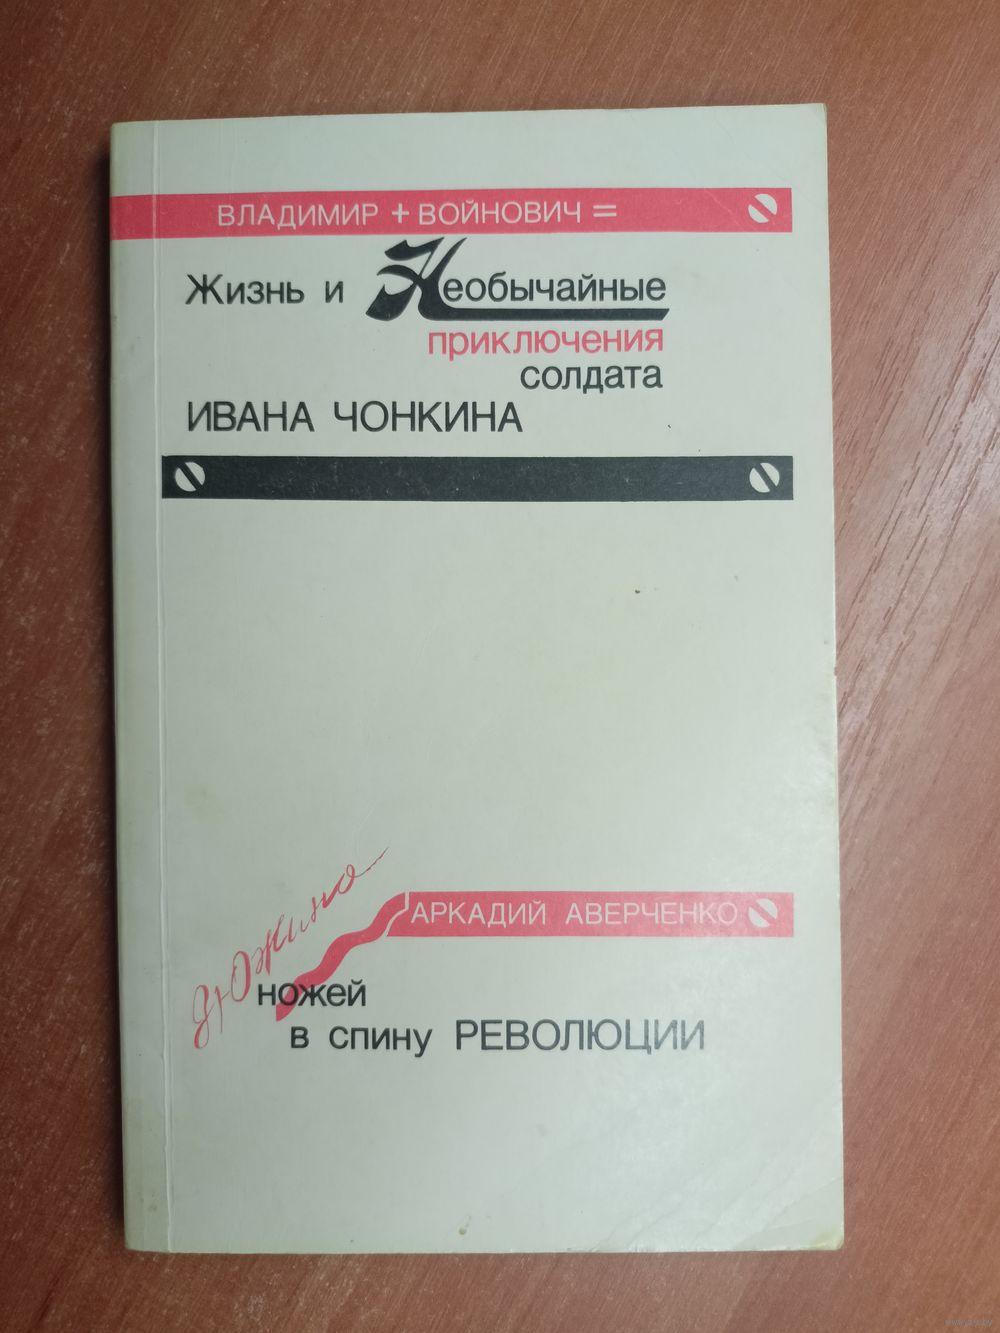 ВЛАДИМИР + ВОЙНОВИЧ =
Жизнь и Необычайные
приключения
солдата
ИВАНА ЧОНКИНА
АРКАДИЙ АВЕРЧЕНКО
дюжина
ножей
в спину РЕВОЛЮЦИИ